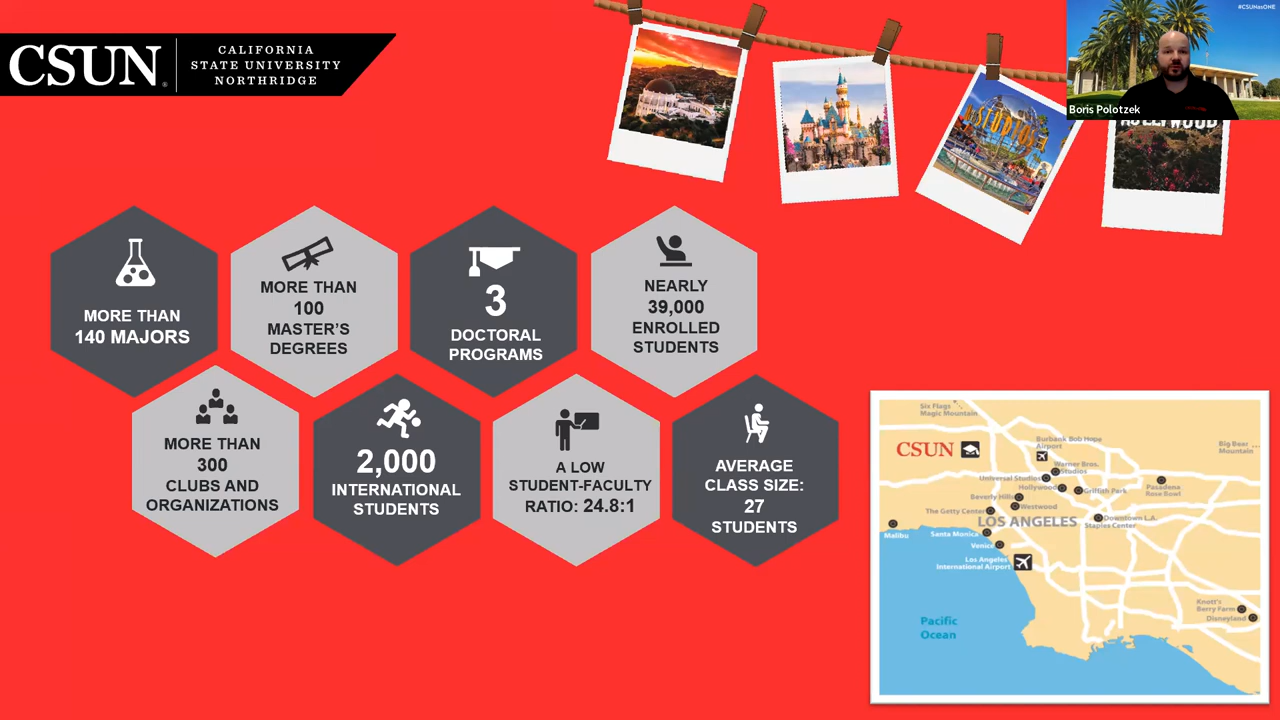 #CSUNasONE
CSUN
CALIFORNIA
STATE UNIVERSITY
NORTHRIDGE
Boris Polotzek
STUDIOS
HOLLYWOOD
MORE THAN
140 MAJORS
MORE THAN
100
MASTER'S
DEGREES
3
DOCTORAL
PROGRAMS
NEARLY
39,000
ENROLLED
STUDENTS
MORE THAN
300
CLUBS AND
ORGANIZATIONS
2,000
INTERNATIONAL
STUDENTS
A LOW
STUDENT-FACULTY
RATIO: 24.8:1
AVERAGE
CLASS SIZE:
27
STUDENTS
Six Flags
Magic Mountain
CSUN
Burbank Bob Hope
Airport
Big Bear
Mountain
Warner Bros.
Studios
Universal Studios
Hollywood
Griffith Park
Pasadena
Rose Bowl
Beverly Hills
Westwood
The Getty Center
LOS ANGELES
Downtown L.A.
Staples Center
Malibu
Santa Monica
Venice
Los Angeles
International Airport
Knott's
Berry Farm
Disneyland
Pacific
Ocean